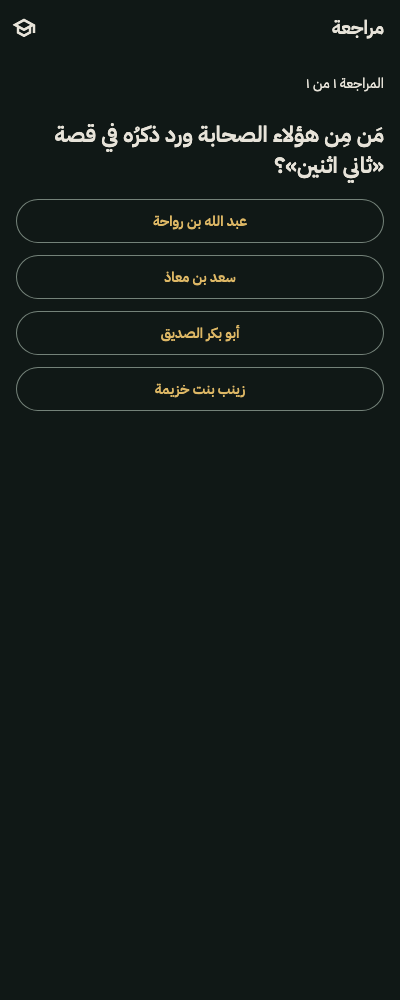 مراجعة
المراجعة ١ من ١
مَن مِن هؤلاء الصحابة ورد ذكرُه في قصة
«ثاني اثنين»؟
عبد الله بن رواحة
سعد بن معاذ
أبو بكر الصديق
زينب بنت خزيمة